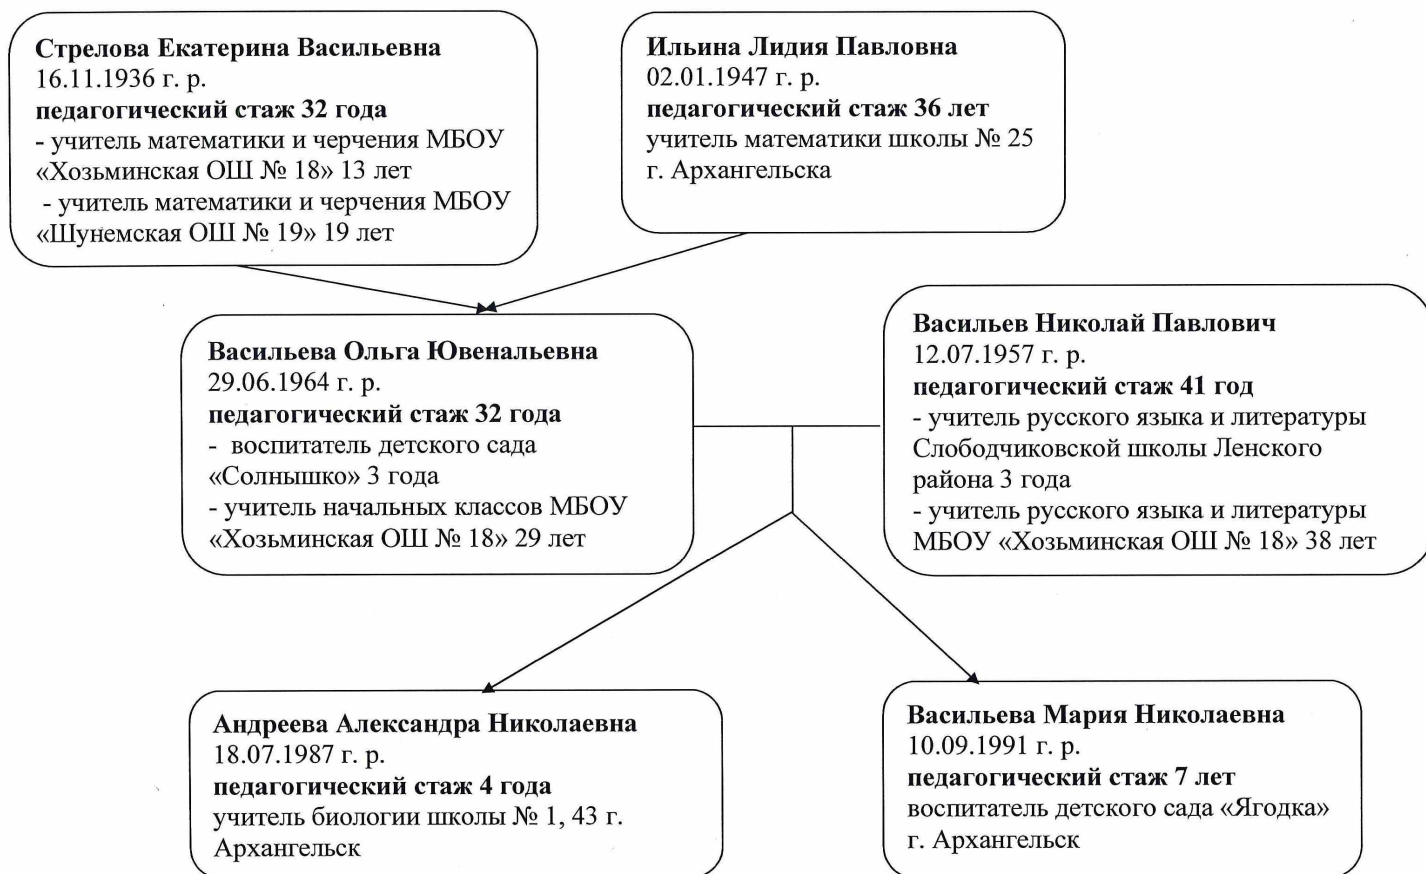 Стрелова Екатерина Васильевна
16.11.1936 г. р.
педагогический стаж 32 года
- учитель математики и черчения МБОУ
«Хозьминская ОШ № 18» 13 лет
- учитель математики и черчения МБОУ
«Шунемская ОШ № 19» 19 лет
Ильина Лидия Павловна
02.01.1947 г. р.
педагогический стаж 36 лет
учитель математики школы № 25
г. Архангельска
Васильева Ольга Ювенальевна
29.06.1964 г. р.
педагогический стаж 32 года
- воспитатель детского сада
«Солнышко» 3 года
- учитель начальных классов МБОУ
«Хозьминская ОШ № 18» 29 лет
Васильев Николай Павлович
12.07.1957 г. р.
педагогический стаж 41 год
- учитель русского языка и литературы
Слободчиковской школы Ленского
района 3 года
- учитель русского языка и литературы
МБОУ «Хозьминская ОШ № 18» 38 лет
Андреева Александра Николаевна
18.07.1987 г. р.
педагогический стаж 4 года
учитель биологии школы № 1, 43 г.
Архангельск
Васильева Мария Николаевна
10.09.1991 г. р.
педагогический стаж 7 лет
воспитатель детского сада «Ягодка»
г. Архангельск